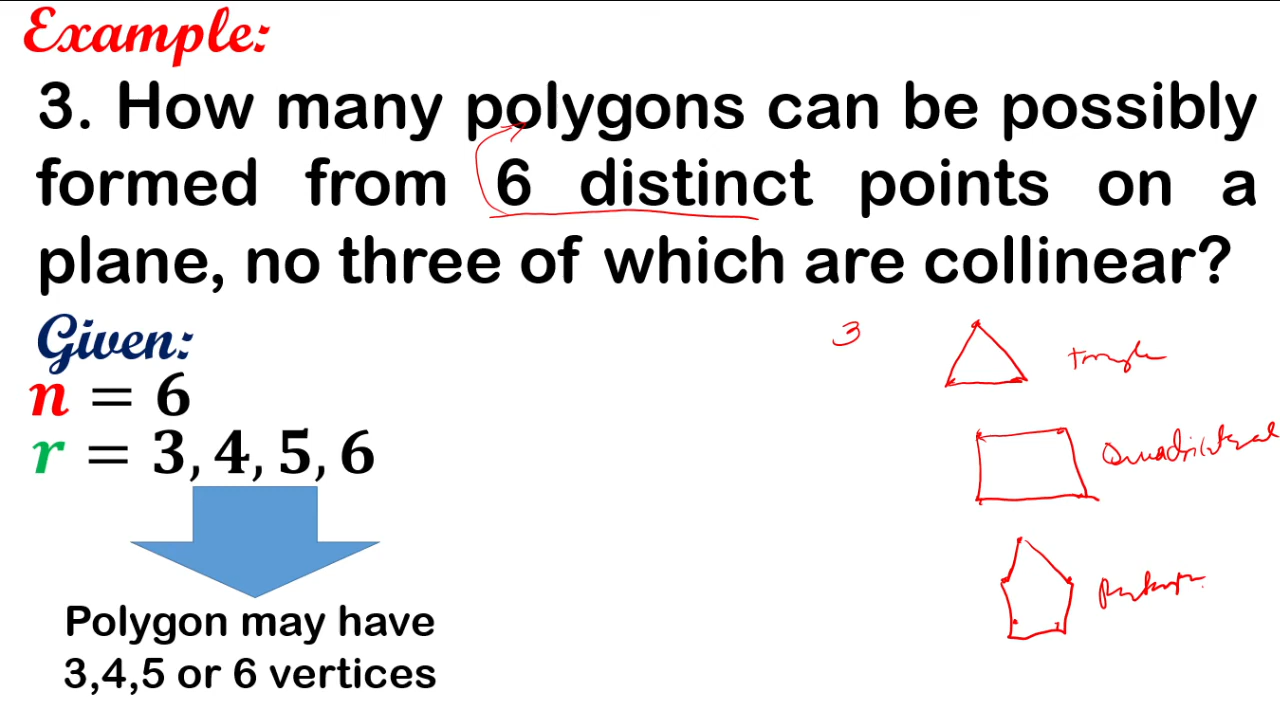 Example:
3. How many polygons can be possibly
formed from 6 distinct points on a
plane, no three of which are collinear?
Given:
n = 6
r = 3, 4, 5, 6
Polygon may have
3,4,5 or 6 vertices
3
Quadrilateral